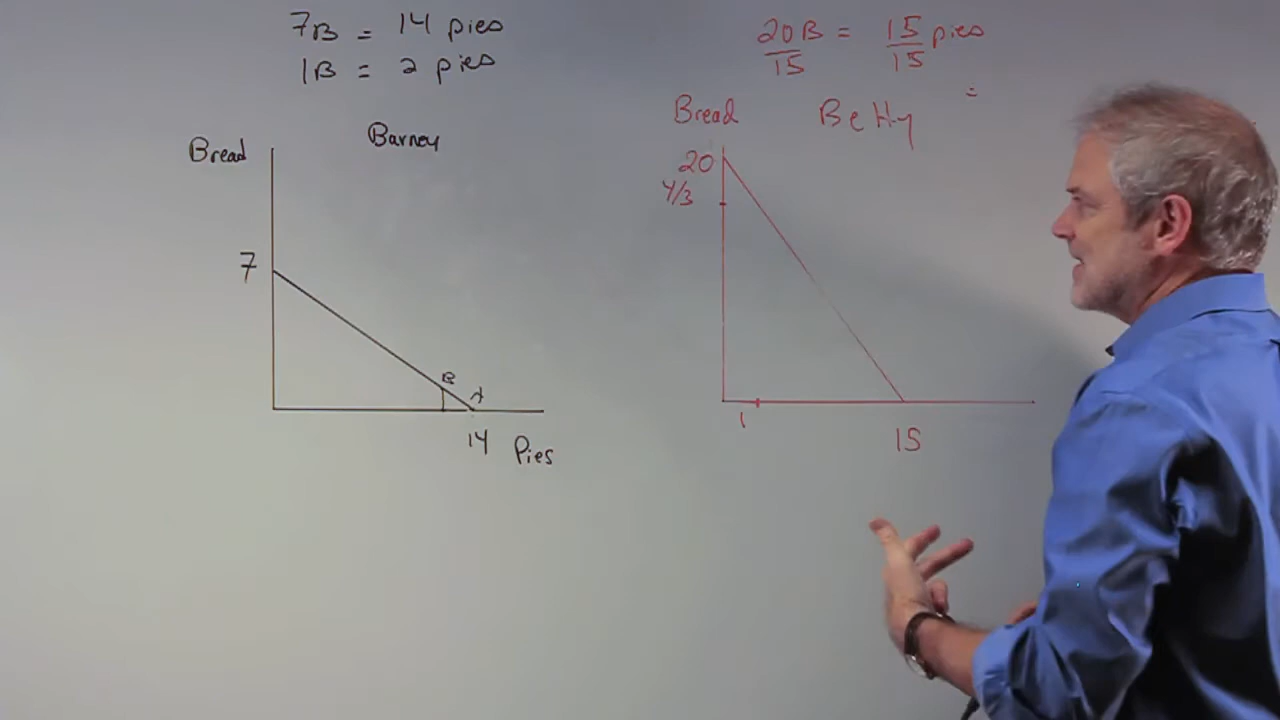 7B = 14 pies
1B = 2 pies
Barney
Bread
7
B
A
14
Pies
20B/15 = 15/15 pies
=
Bread
Betty
20
4/3
1
15